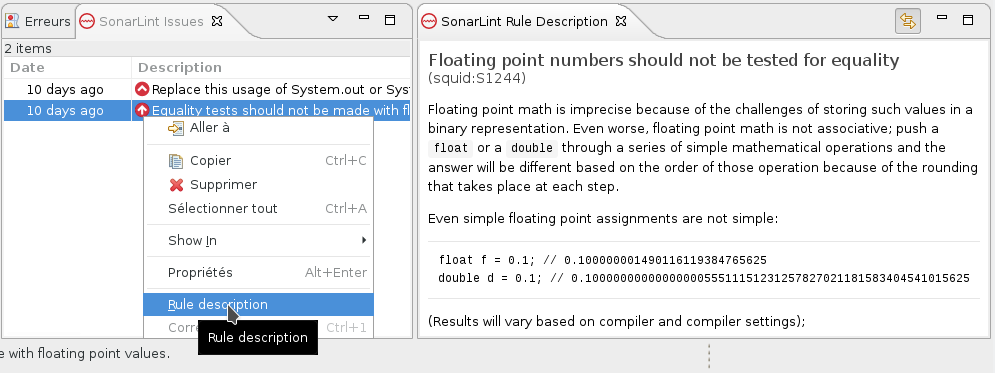 Erreurs SonarLint Issues
2 items
Date Description
10 days ago Replace this usage of System.out or Syst
10 days ago Equality tests should not be made with fl
Aller à
Copier Ctrl+C
Supprimer
Sélectionner tout Ctrl+A
Show In
Propriétés Alt+Enter
Rule description
Corre Ctrl+1
Rule description
e with floating point values.
SonarLint Rule Description
Floating point numbers should not be tested for equality
(squid:S1244)
Floating point math is imprecise because of the challenges of storing such values in a
binary representation. Even worse, floating point math is not associative; push a
float or a double through a series of simple mathematical operations and the
answer will be different based on the order of those operation because of the rounding
that takes place at each step.
Even simple floating point assignments are not simple:
float f = 0.1; // 0.100000001490116119384765625
double d = 0.1; // 0.1000000000000000055511151231257827021181583404541015625
(Results will vary based on compiler and compiler settings);